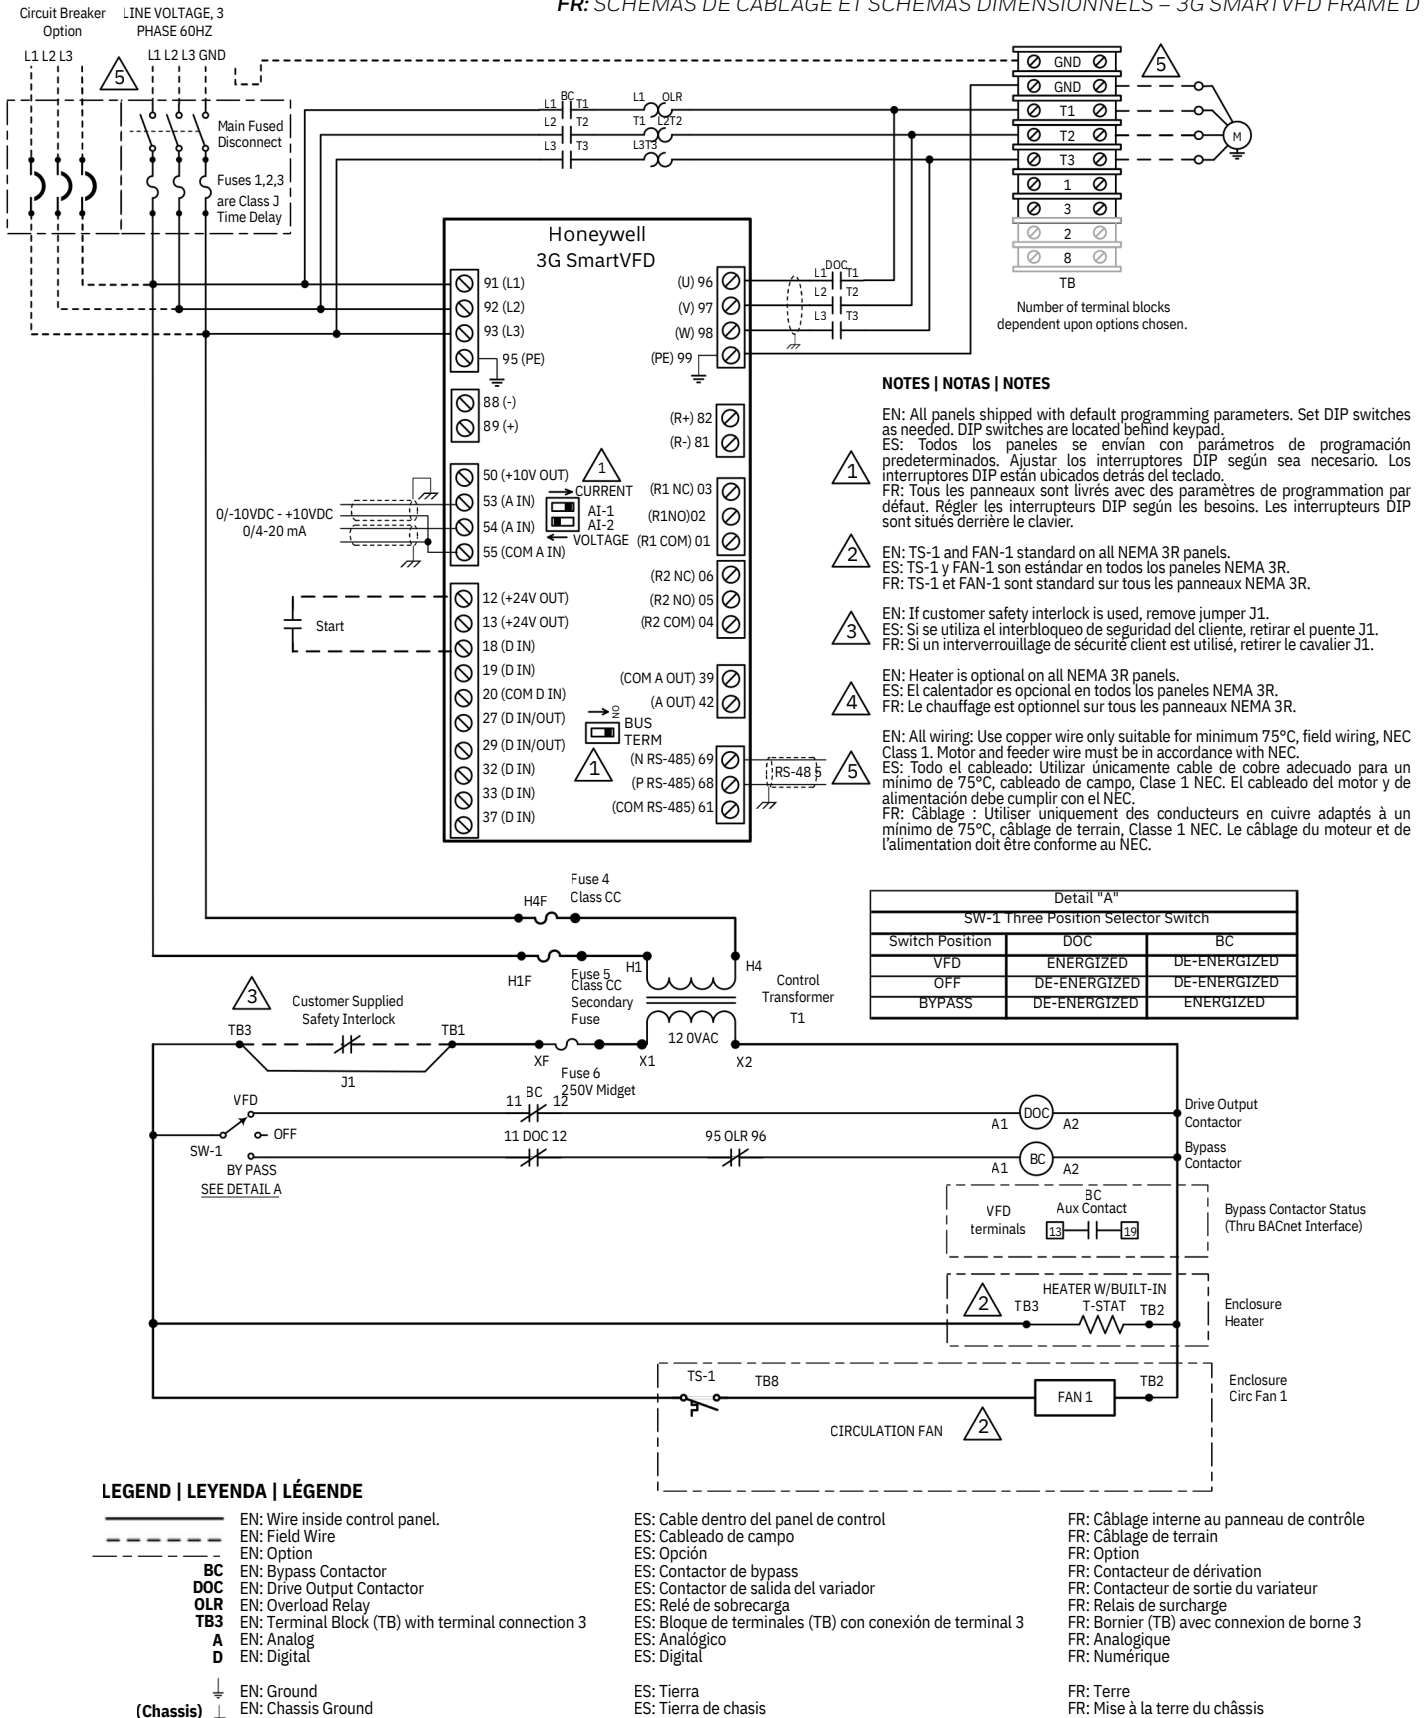 FR: SCHÉMAS DE CÂBLAGE ET SCHÉMAS DIMENSIONNELS – 3G SMARTVFD FRAME D
Circuit Breaker
Option
L1 L2 L3
LINE VOLTAGE, 3
PHASE 60HZ
L1 L2 L3 GND
5
Main Fused
Disconnect
Fuses 1,2,3
are Class J
Time Delay
BC
L1 T1
L2 T2
L3 T3
L1 OLR
T1 L2T2
L3T3
GND
GND
T1
T2
T3
1
3
2
8
TB
5
M
Number of terminal blocks
dependent upon options chosen.
Honeywell
3G SmartVFD
91 (L1)
92 (L2)
93 (L3)
95 (PE)
88 (-)
89 (+)
50 (+10V OUT)
53 (A IN)
54 (A IN)
55 (COM A IN)
12 (+24V OUT)
13 (+24V OUT)
18 (D IN)
19 (D IN)
20 (COM D IN)
27 (D IN/OUT)
29 (D IN/OUT)
32 (D IN)
33 (D IN)
37 (D IN)
(U) 96
(V) 97
(W) 98
(PE) 99
(R+) 82
(R-) 81
(R1 NC) 03
(R1NO)02
(R1 COM) 01
(R2 NC) 06
(R2 NO) 05
(R2 COM) 04
(COM A OUT) 39
(A OUT) 42
(N RS-485) 69
(P RS-485) 68
(COM RS-485) 61
1
CURRENT
AI-1
AI-2
VOLTAGE
ON
BUS
TERM
1
DOC
L1 T1
L2 T2
L3 T3
RS-48 5
0/-10VDC - +10VDC
0/4-20 mA
Start
NOTES | NOTAS | NOTES
1
EN: All panels shipped with default programming parameters. Set DIP switches
as needed. DIP switches are located behind keypad.
ES: Todos los paneles se envían con parámetros de programación
predeterminados. Ajustar los interruptores DIP según sea necesario. Los
interruptores DIP están ubicados detrás del teclado.
FR: Tous les panneaux sont livrés avec des paramètres de programmation par
défaut. Régler les interrupteurs DIP selon les besoins. Les interrupteurs DIP
sont situés derrière le clavier.
2
EN: TS-1 and FAN-1 standard on all NEMA 3R panels.
ES: TS-1 y FAN-1 son estándar en todos los paneles NEMA 3R.
FR: TS-1 et FAN-1 sont standard sur tous les panneaux NEMA 3R.
3
EN: If customer safety interlock is used, remove jumper J1.
ES: Si se utiliza el interbloqueo de seguridad del cliente, retirar el puente J1.
FR: Si un interverrouillage de sécurité client est utilisé, retirer le cavalier J1.
4
EN: Heater is optional on all NEMA 3R panels.
ES: El calentador es opcional en todos los paneles NEMA 3R.
FR: Le chauffage est optionnel sur tous les panneaux NEMA 3R.
5
EN: All wiring: Use copper wire only suitable for minimum 75°C, field wiring, NEC
Class 1. Motor and feeder wire must be in accordance with NEC.
ES: Todo el cableado: Utilizar únicamente cable de cobre adecuado para un
mínimo de 75°C, cableado de campo, Clase 1 NEC. El cableado del motor y de
alimentación debe cumplir con el NEC.
FR: Câblage : Utiliser uniquement des conducteurs en cuivre adaptés à un
mínimo de 75°C, câblage de terrain, Classe 1 NEC. Le câblage du moteur et de
l'alimentation doit être conforme au NEC.
Detail "A"
SW-1 Three Position Selector Switch
Switch Position DOC BC
VFD ENERGIZED DE-ENERGIZED
OFF DE-ENERGIZED DE-ENERGIZED
BYPASS DE-ENERGIZED ENERGIZED
Fuse 4
Class CC
H4F
H1F
Fuse 5
Class CC
Secondary
Fuse
H1
H4
Control
Transformer
T1
12 0VAC
X1
X2
XF
Fuse 6
250V Midget
3
Customer Supplied
Safety Interlock
TB3
TB1
J1
VFD
OFF
SW-1
BY PASS
SEE DETAIL A
BC
11 12
11 DOC 12
95 OLR 96
A1 DOC A2
Drive Output
Contactor
A1 BC A2
Bypass
Contactor
VFD
terminals
BC
Aux Contact
13 19
Bypass Contactor Status
(Thru BACnet Interface)
2
HEATER W/BUILT-IN
TB3 T-STAT TB2
Enclosure
Heater
TS-1
TB8
FAN 1
TB2
Enclosure
Circ Fan 1
CIRCULATION FAN
2
LEGEND | LEYENDA | LÉGENDE
EN: Wire inside control panel. ES: Cable dentro del panel de control FR: Câblage interne au panneau de contrôle
EN: Field Wire ES: Cableado de campo FR: Câblage de terrain
EN: Option ES: Opción FR: Option
BC EN: Bypass Contactor ES: Contactor de bypass FR: Contacteur de dérivation
DOC EN: Drive Output Contactor ES: Contactor de salida del variador FR: Contacteur de sortie du variateur
OLR EN: Overload Relay ES: Relé de sobrecarga FR: Relais de surcharge
TB3 EN: Terminal Block (TB) with terminal connection 3 ES: Bloque de terminales (TB) con conexión de terminal 3 FR: Bornier (TB) avec connexion de borne 3
A EN: Analog ES: Analógico FR: Analogique
D EN: Digital ES: Digital FR: Numérique
EN: Ground ES: Tierra FR: Terre
(Chassis) EN: Chassis Ground ES: Tierra de chasis FR: Mise à la terre du châssis